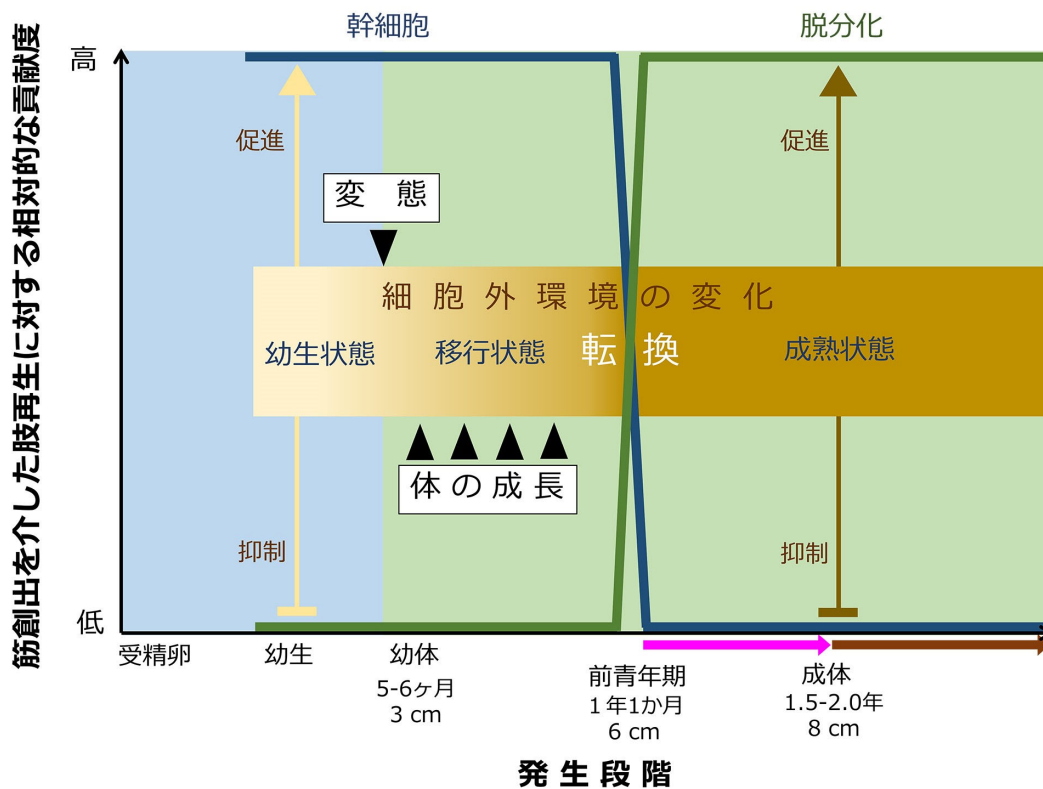 筋創出を介した肢再生に対する相対的な貢献度
幹細胞
脱分化
高
促進
促進
変 態
細胞外環境の変化
幼生状態
移行状態
転換
成熟状態
体の成長
抑制
抑制
低
受精卵
幼生
幼体
5-6ヶ月
3 cm
前青年期
1年1か月
6 cm
成体
1.5-2.0年
8 cm
発生段階